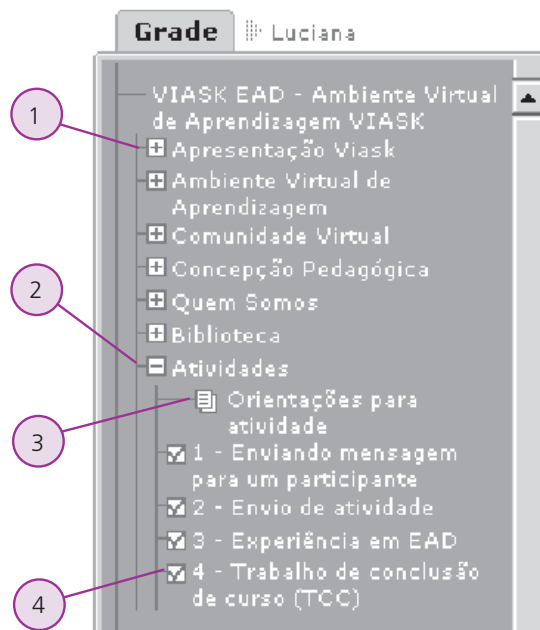 Grade Luciana
VIASK EAD - Ambiente Virtual
de Aprendizagem VIASK
1
Apresentação Viask
Ambiente Virtual de
Aprendizagem
Comunidade Virtual
Concepção Pedagógica
2
Quem Somos
Biblioteca
Atividades
3
Orientações para
atividade
1 - Enviando mensagem
para um participante
2 - Envio de atividade
3 - Experiência em EAD
4
4 - Trabalho de conclusão
de curso (TCC)